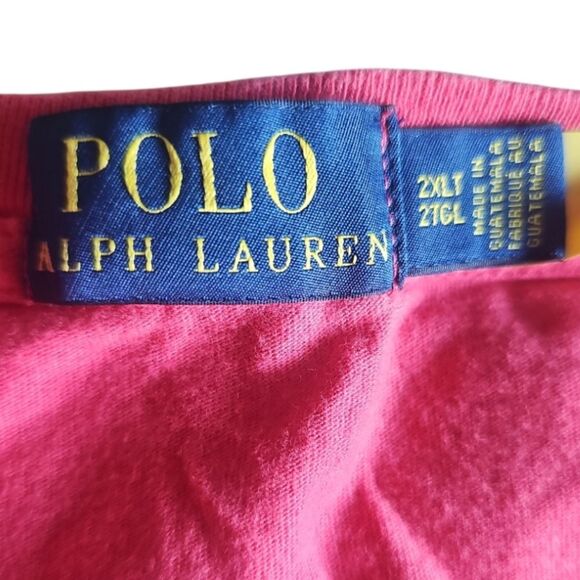 POLO
ALPH LAUREN
2XLT
2TGL
MADE IN
GUATEMALA
FABRIQUÉ AU
GUATEMALA